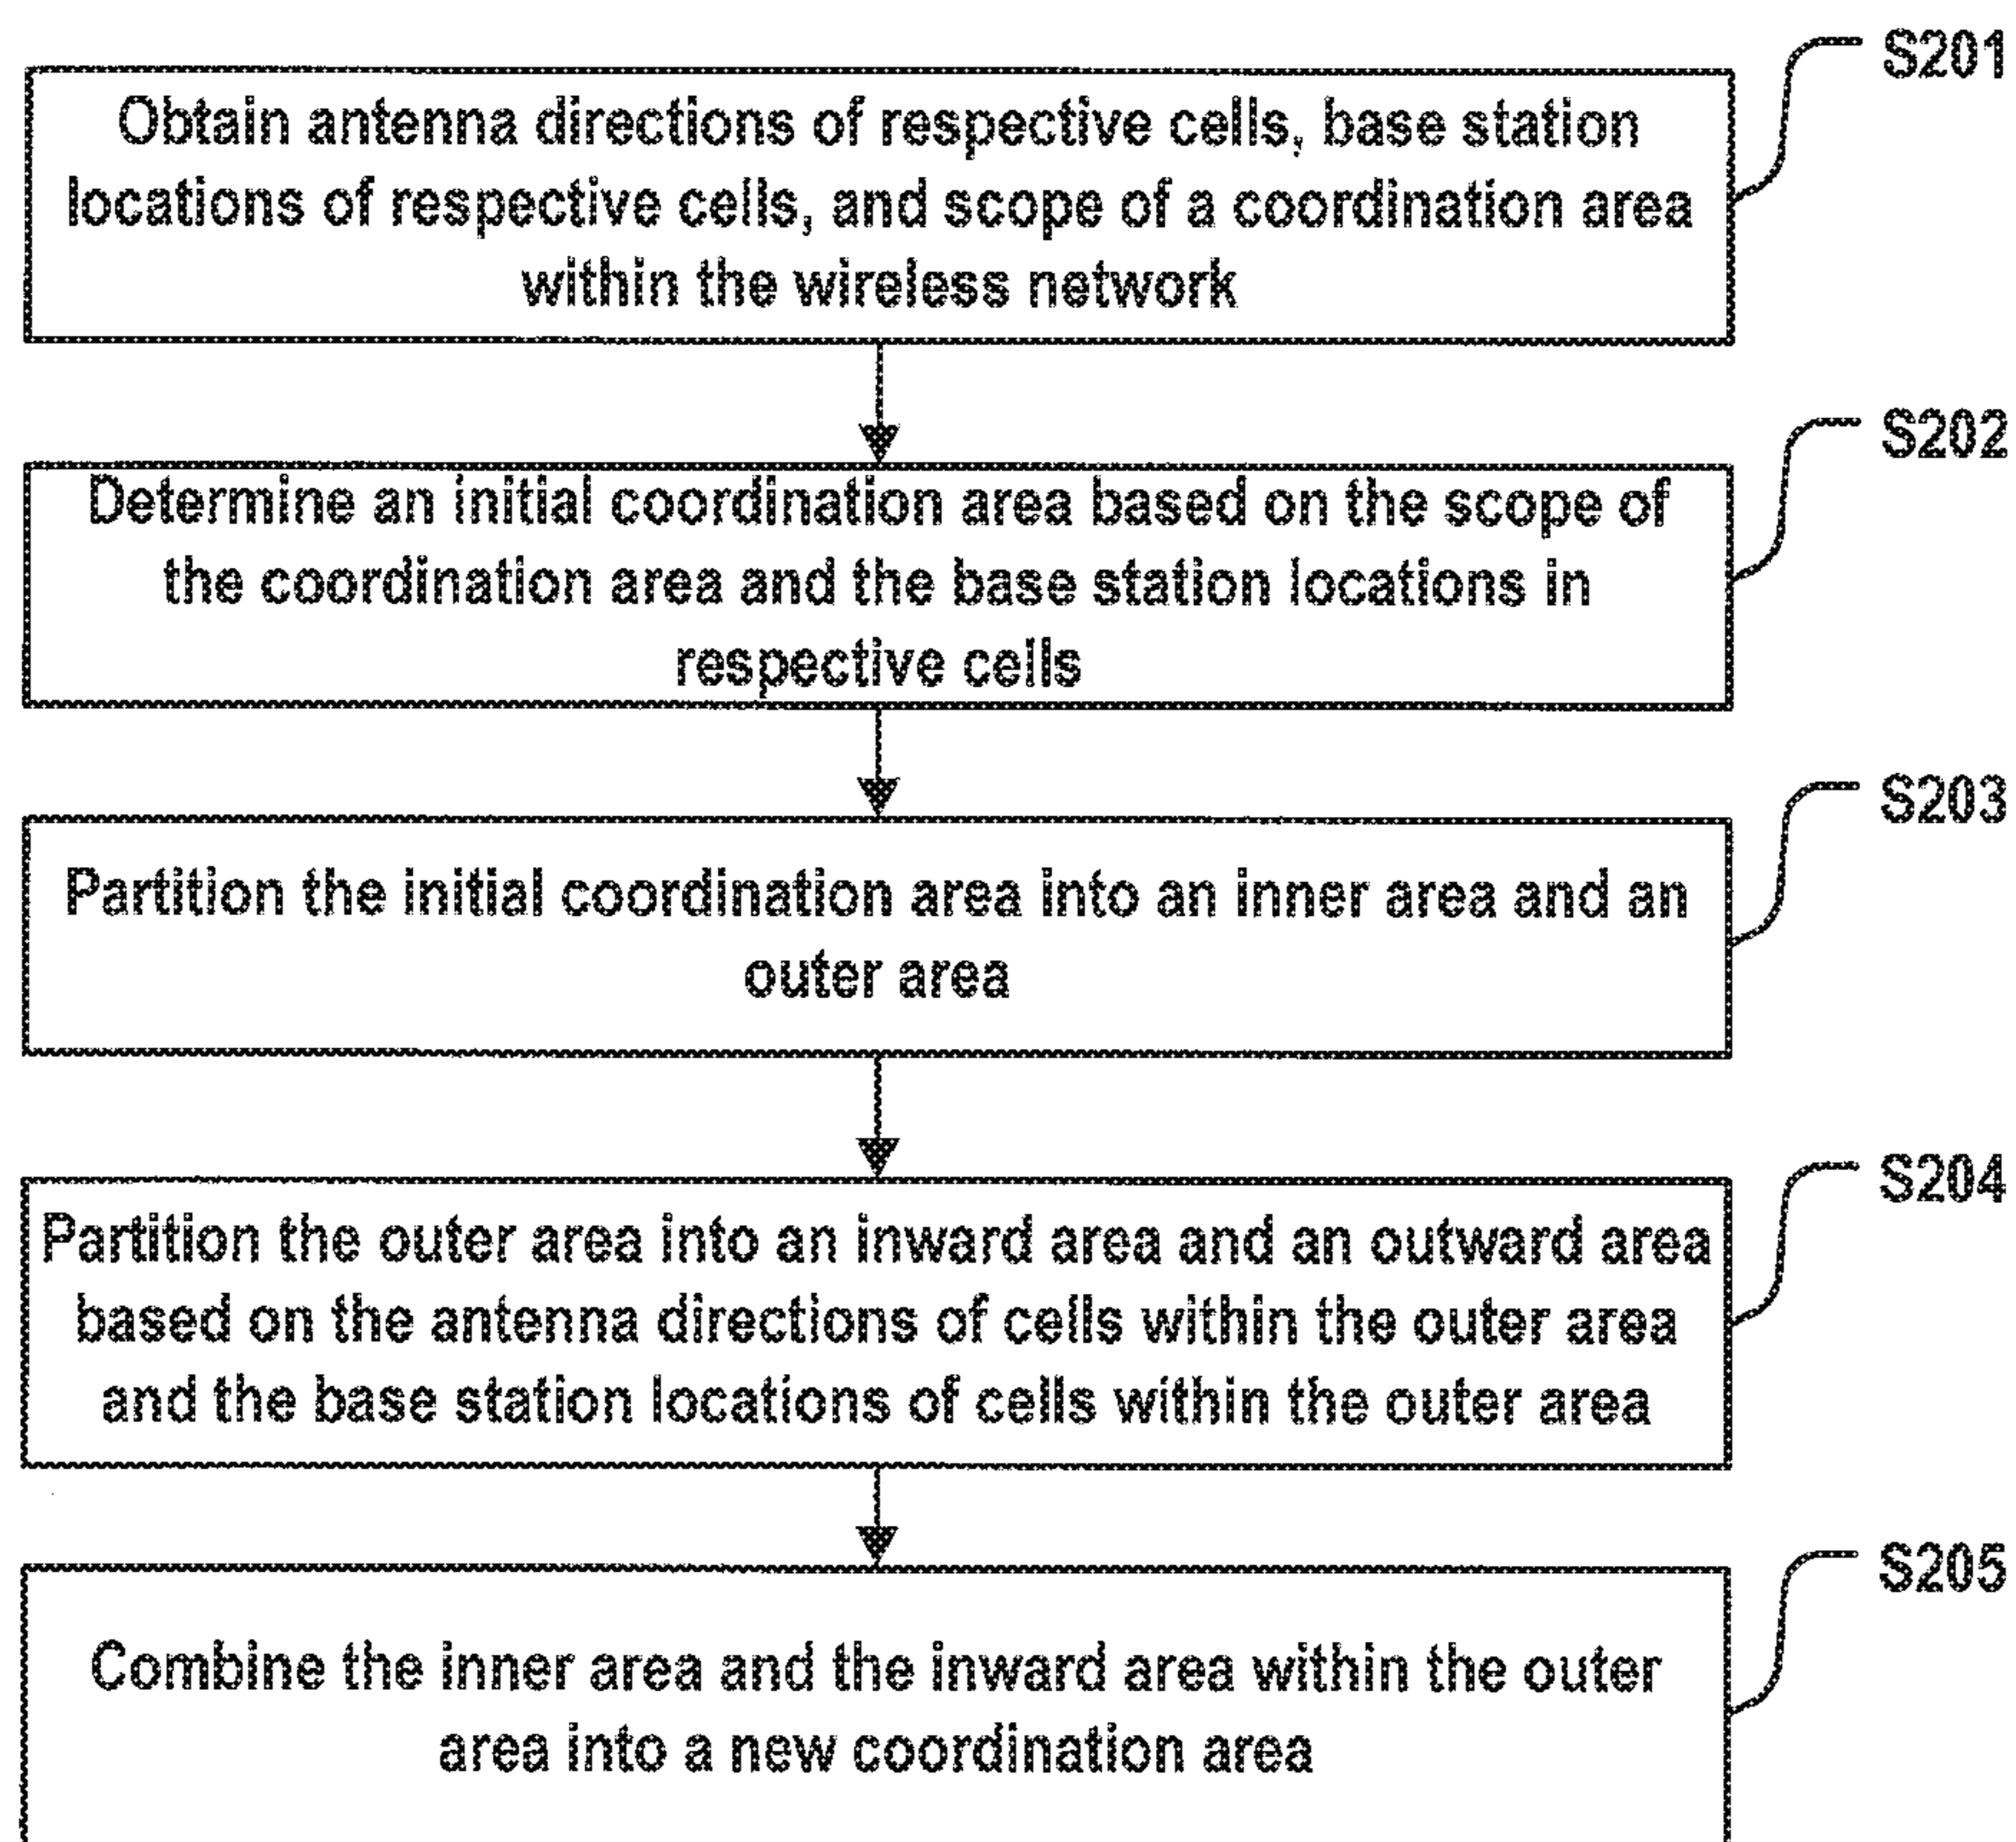 S201
Obtain antenna directions of respective cells, base station
locations of respective cells, and scope of a coordination area
within the wireless network
S202
Determine an initial coordination area based on the scope of
the coordination area and the base station locations in
respective cells
S203
Partition the initial coordination area into an inner area and an
outer area
S204
Partition the outer area into an inward area and an outward area
based on the antenna directions of cells within the outer area
and the base station locations of cells within the outer area
S205
Combine the inner area and the inward area within the outer
area into a new coordination area